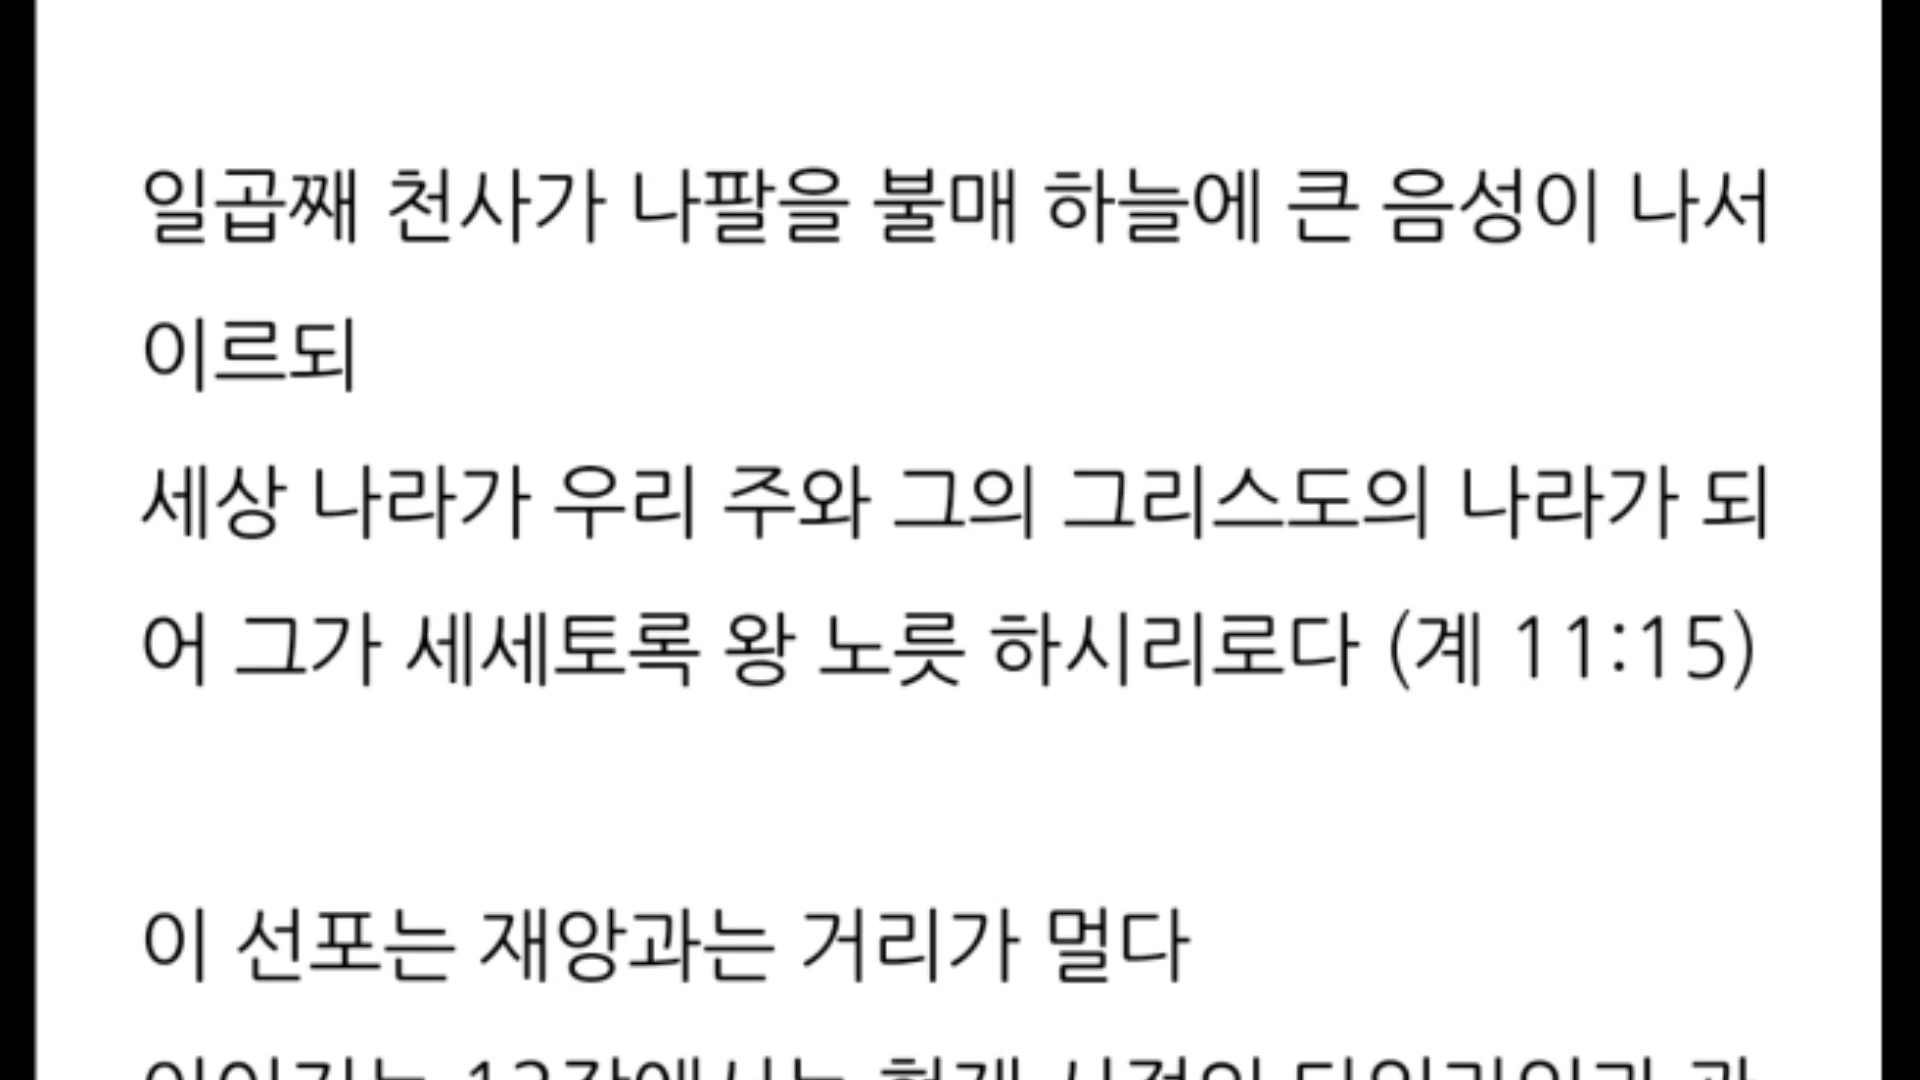 일곱째 천사가 나팔을 불매 하늘에 큰 음성이 나서
이르되
세상 나라가 우리 주와 그의 그리스도의 나라가 되
어 그가 세세토록 왕 노릇 하시리로다 (계 11:15)
이 선포는 재앙과는 거리가 멀다